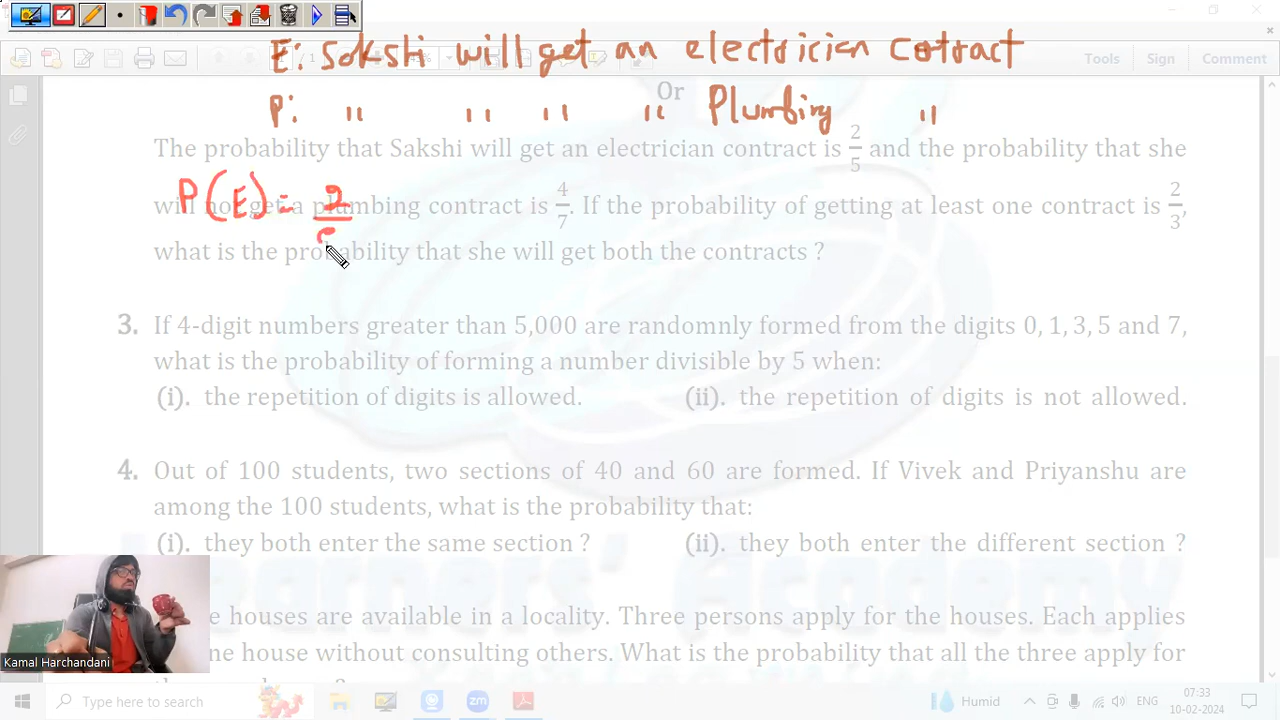 E: Sakshi will get an electricien cotract
Tools Sign Comment
Or
P: " " " " Plumbing "
The probability that Sakshi will get an electrician contract is 2/5 and the probability that she
P(E) = 2
will not get a plumbing contract is 4/7. If the probability of getting at least one contract is 2/3,
what is the probability that she will get both the contracts ?
3. If 4-digit numbers greater than 5,000 are randomnly formed from the digits 0, 1, 3, 5 and 7,
what is the probability of forming a number divisible by 5 when:
(i). the repetition of digits is allowed. (ii). the repetition of digits is not allowed.
4. Out of 100 students, two sections of 40 and 60 are formed. If Vivek and Priyanshu are
among the 100 students, what is the probability that:
(i). they both enter the same section ? (ii). they both enter the different section ?
Learners' Academy
e houses are available in a locality. Three persons apply for the houses. Each applies
ne house without consulting others. What is the probability that all the three apply for
Kamal Harchandani
Type here to search
Humid
ENG
07:33
10-02-2024